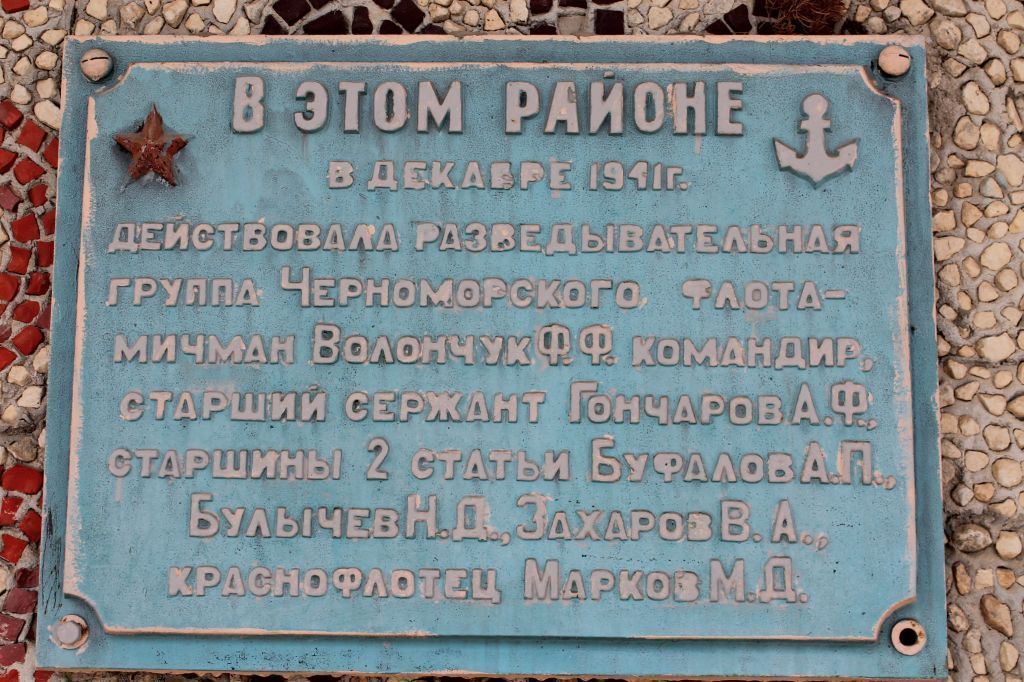 В ЭТОМ РАЙОНЕ
В ДЕКАБРЕ 1941г.
ДЕЙСТВОВАЛА РАЗВЕДЫВАТЕЛЬНАЯ
ГРУППА ЧЕРНОМОРСКОГО ФЛОТА-
МИЧМАН ВОЛОНЧУК Ф.Ф. КОМАНДИР,
СТАРШИЙ СЕРЖАНТ ГОНЧАРОВ А.Ф.,
СТАРШИНЫ 2 СТАТЬИ БУФАЛОВ А.П.,
БУЛЫЧЕВ Н.Д., ЗАХАРОВ В.А.,
КРАСНОФЛОТЕЦ МАРКОВ М.Д.